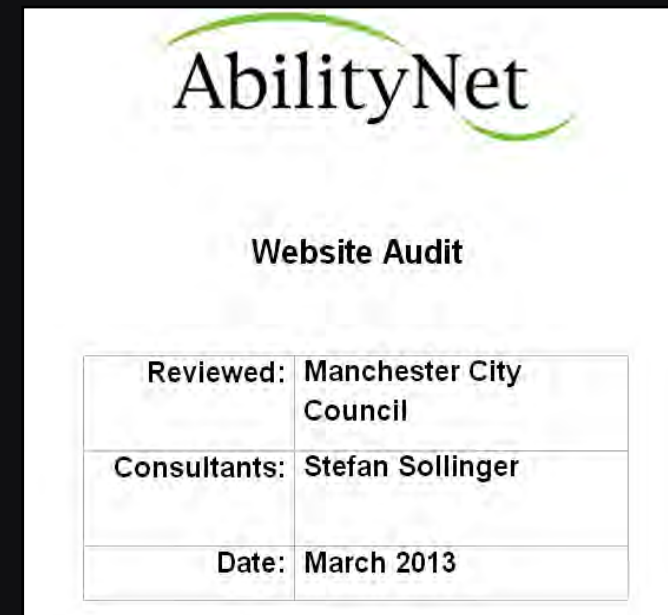 AbilityNet
Website Audit
Reviewed: Manchester City
Council
Consultants: Stefan Sollinger
Date: March 2013